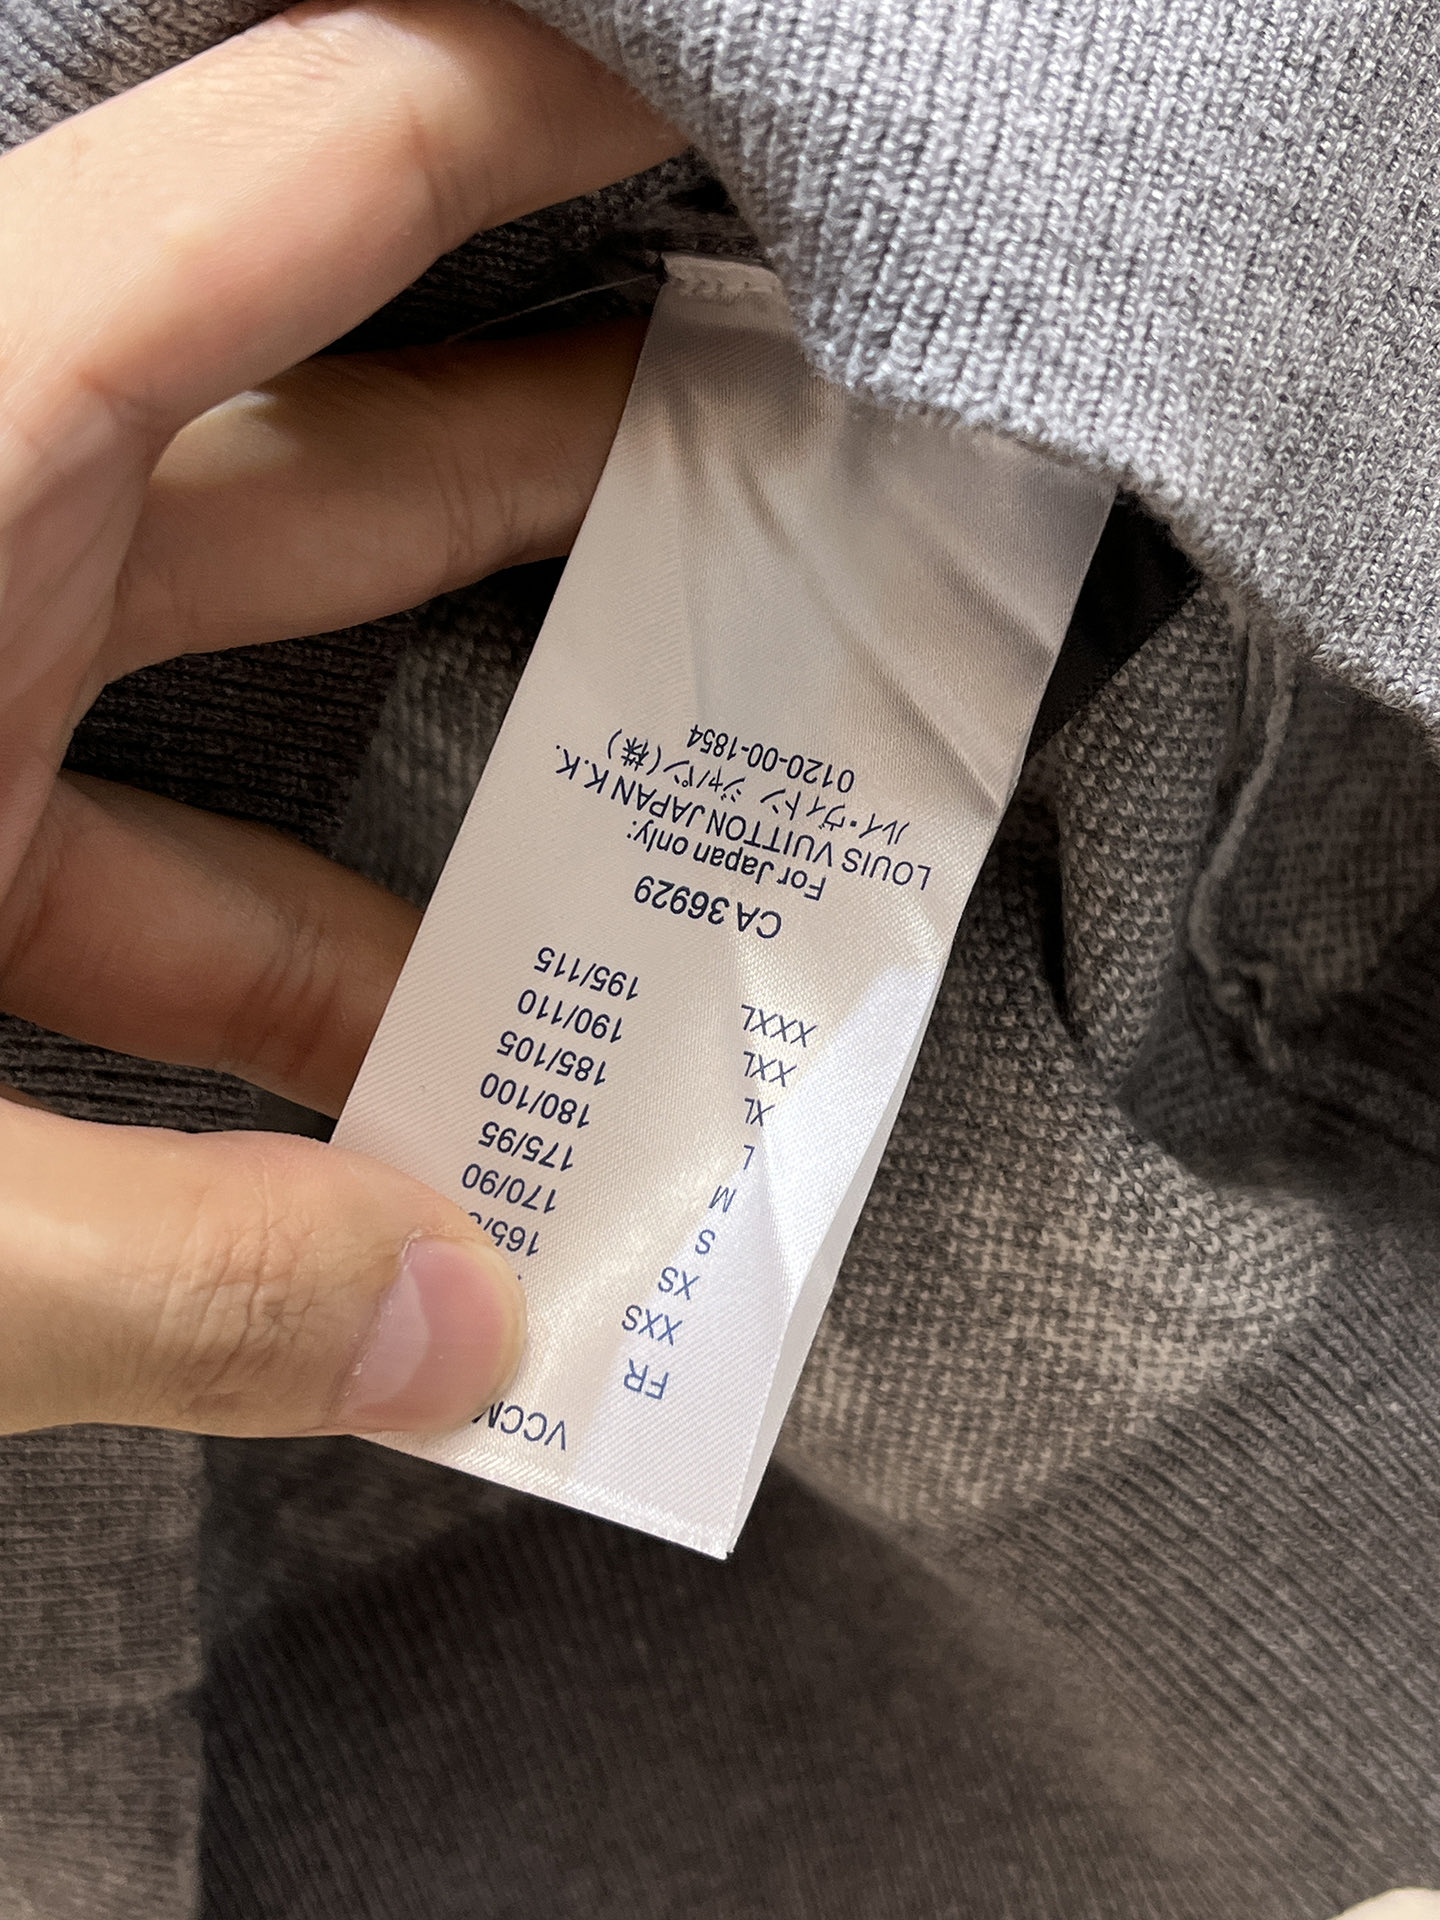 VCCM
FR
XXS
XS 165/
S 170/90
M 175/95
L 180/100
XL 185/105
XXL 190/110
XXXL 195/115
CA 36929
For Japan only:
LOUIS VUITTON JAPAN K.K.
ルイ・ヴィトン ジャパン(株)
0120-00-1854